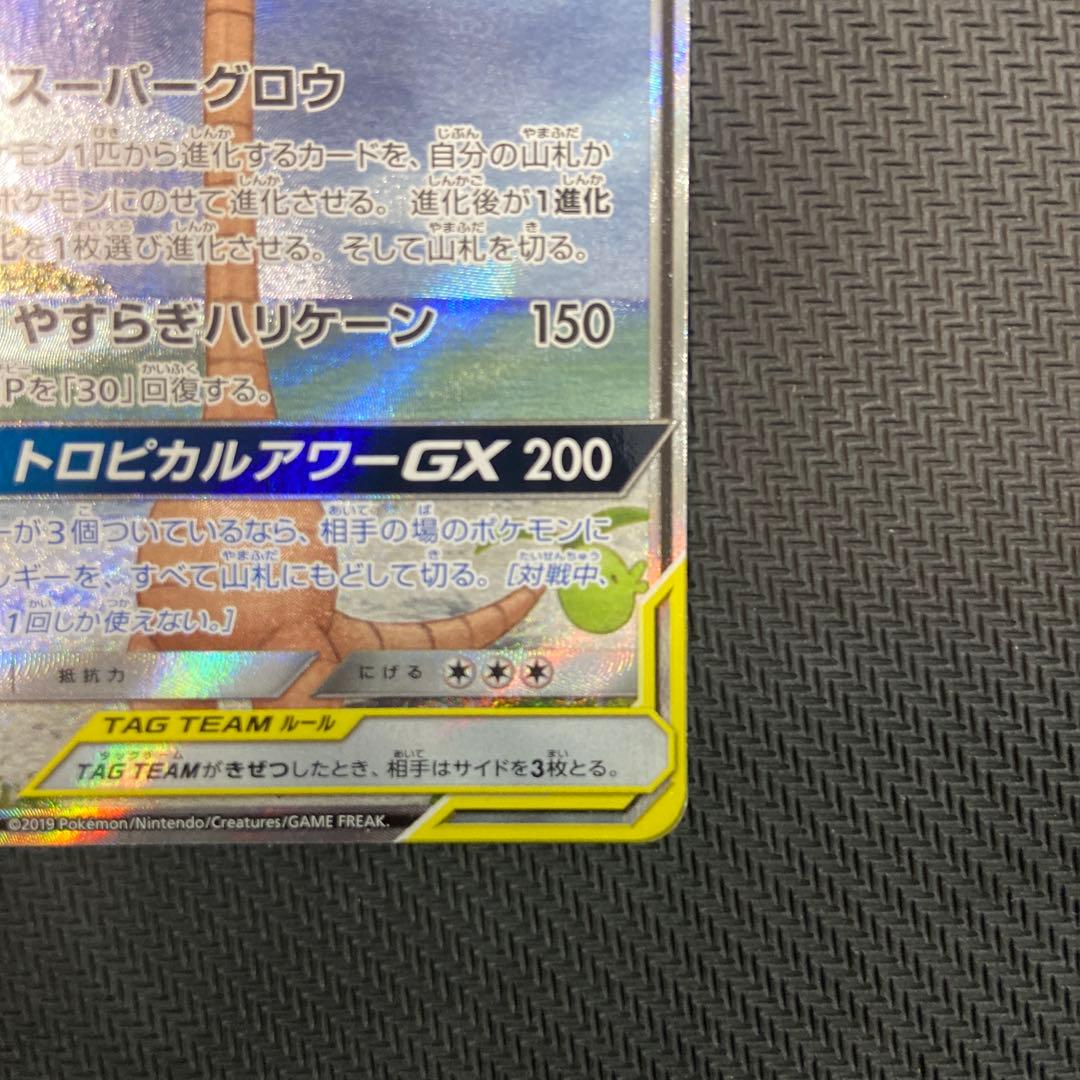 スーパーグロウ
モン1匹から進化するカードを、自分の山札か
ポケモンにのせて進化させる。進化後が1進化
化を1枚選び進化させる。そして山札を切る。
やすらぎハリケーン 150
Pを「30」回復する。
トロピカルアワーGX 200
ーが3個ついているなら、相手の場のポケモンに
ルギーを、すべて山札にもどして切る。[対戦中、
1回しか使えない。]
抵抗力 にげる
TAG TEAM ルール
TAG TEAMがきぜつしたとき、相手はサイドを3枚とる。
©2019 Pokémon/Nintendo/Creatures/GAME FREAK.